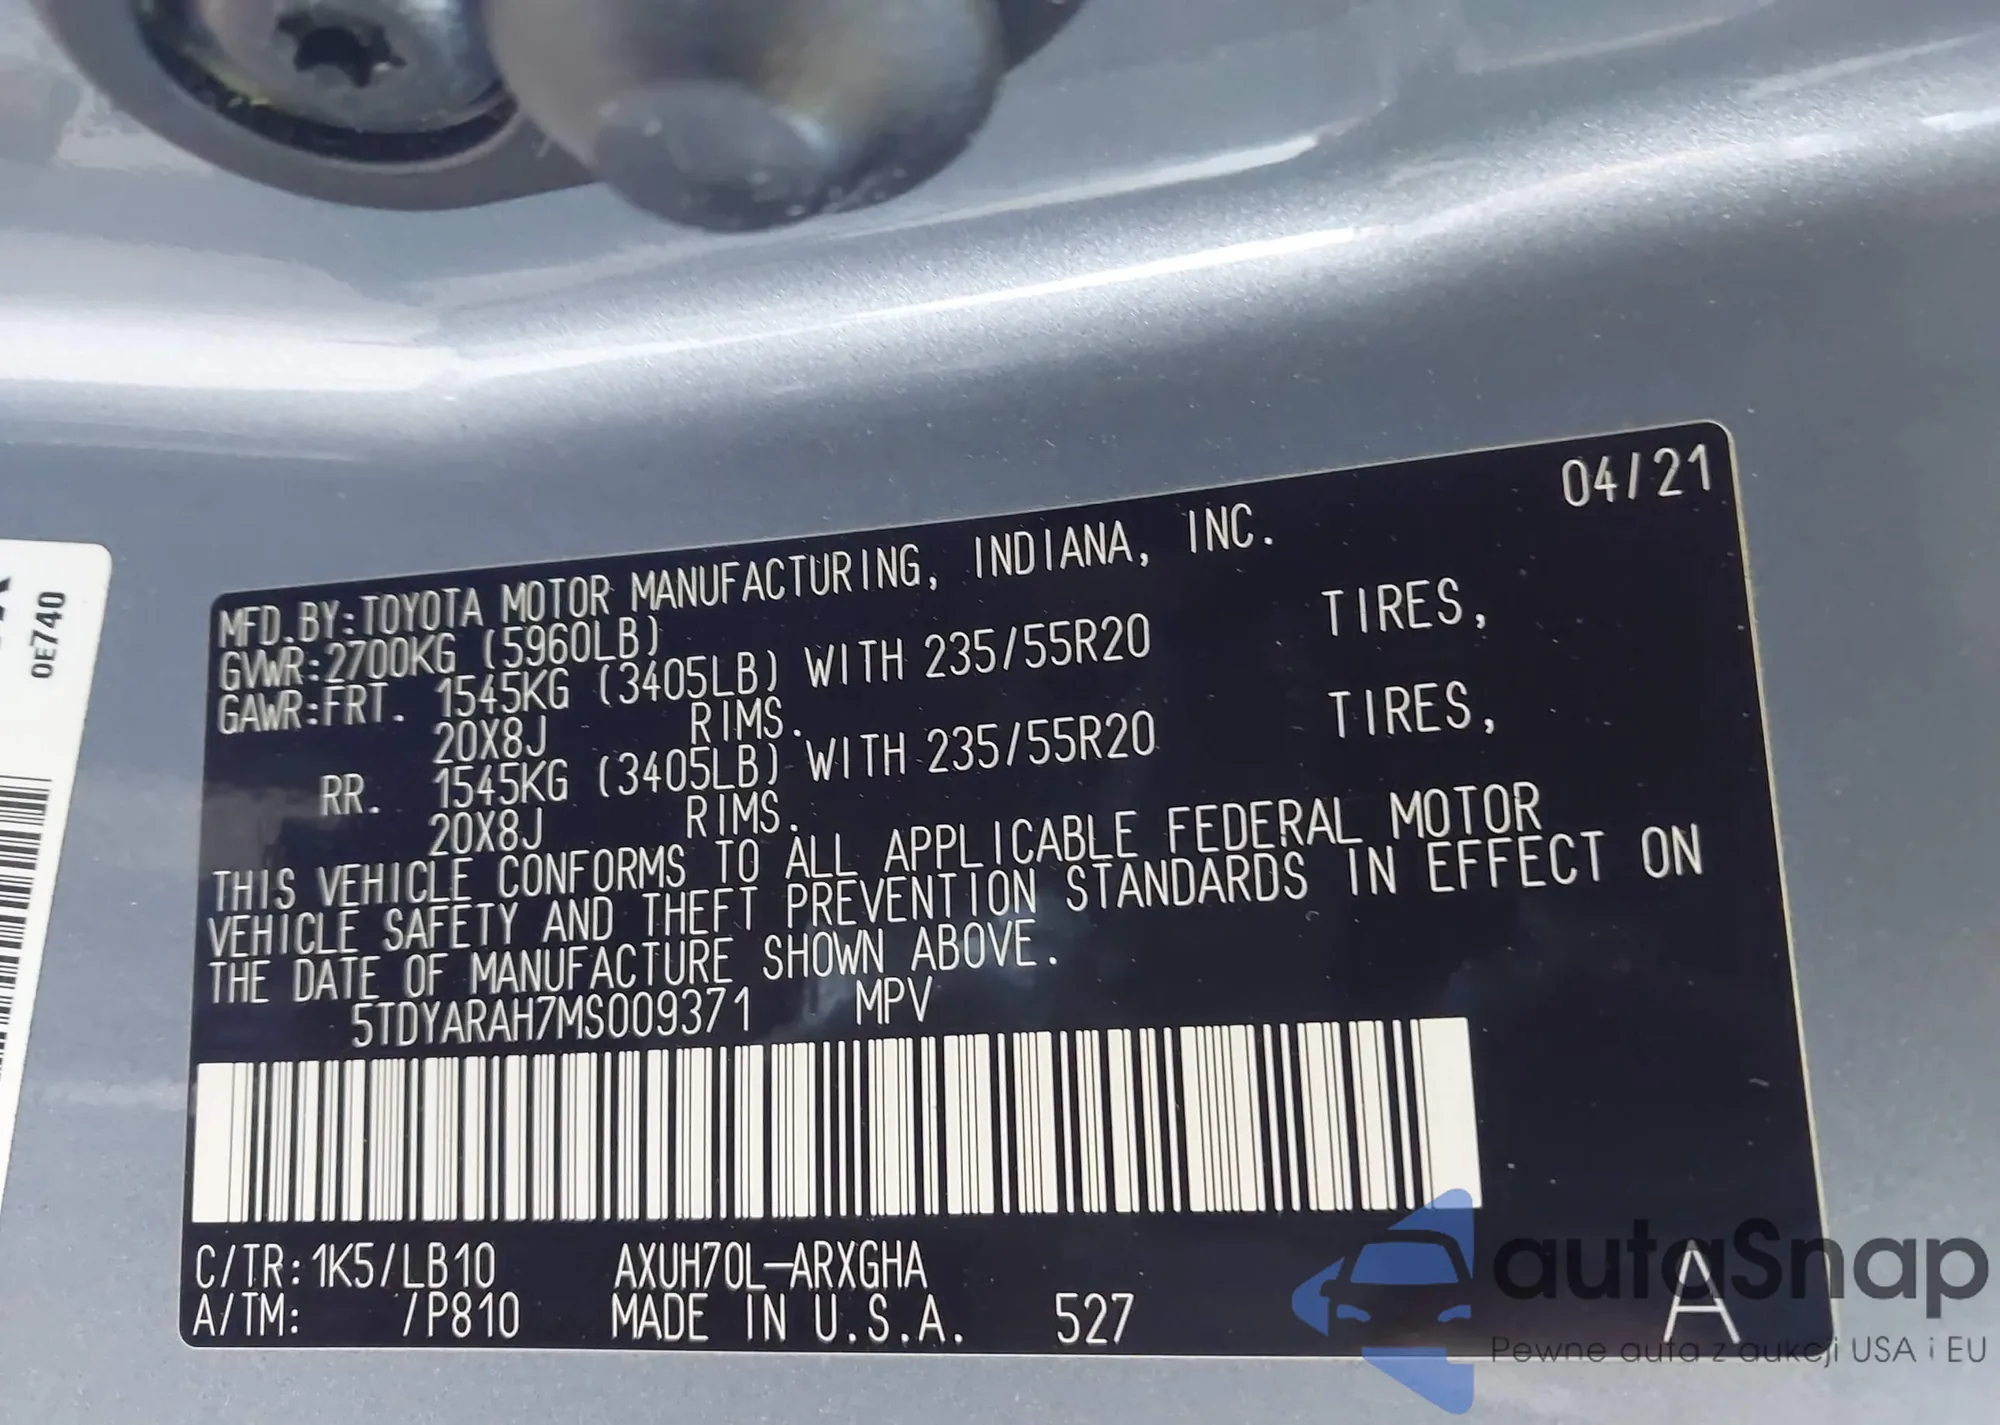 04/21
MFD.BY:TOYOTA MOTOR MANUFACTURING, INDIANA, INC.
GVWR:2700KG (5960LB)
GAWR:FRT. 1545KG (3405LB) WITH 235/55R20 TIRES,
20X8J RIMS.
RR. 1545KG (3405LB) WITH 235/55R20 TIRES,
20X8J RIMS.
THIS VEHICLE CONFORMS TO ALL APPLICABLE FEDERAL MOTOR
VEHICLE SAFETY AND THEFT PREVENTION STANDARDS IN EFFECT ON
THE DATE OF MANUFACTURE SHOWN ABOVE.
5TDYARAH7MS009371 MPV
C/TR:1K5/LB10 AXUH70L-ARXGHA
A/TM: /P810 MADE IN U.S.A. 527 A
0E740
autaSnap
Pewne auta z aukcji USA i EU